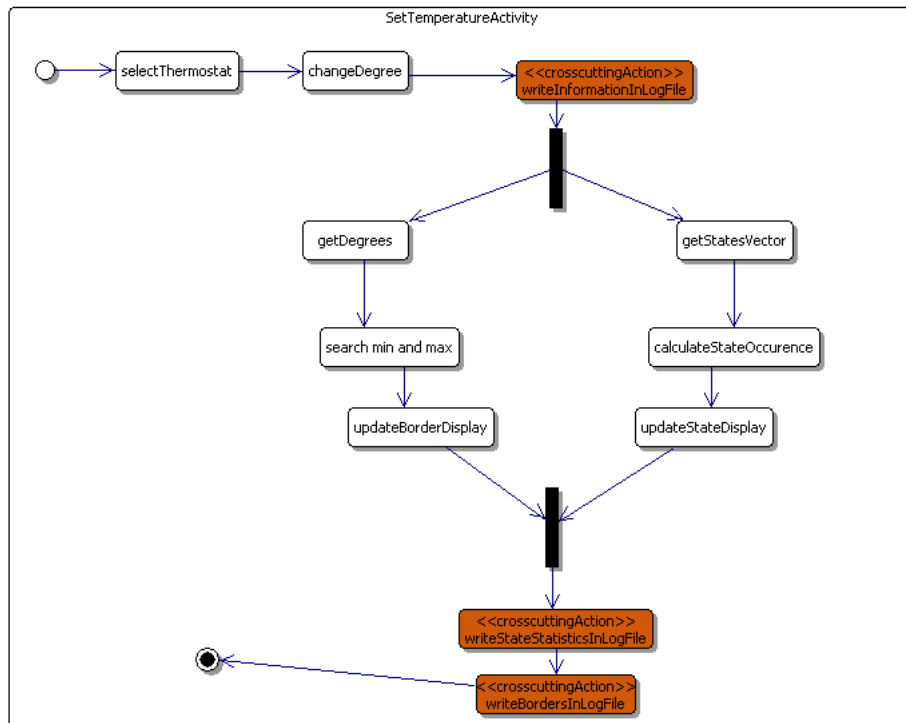 SetTemperatureActivity
selectThermostat
changeDegree
<<crosscuttingAction>>
writeInformationInLogFile
getDegrees
getStatesVector
search min and max
calculateStateOccurence
updateBorderDisplay
updateStateDisplay
<<crosscuttingAction>>
writeStateStatisticsInLogFile
<<crosscuttingAction>>
writeBordersInLogFile